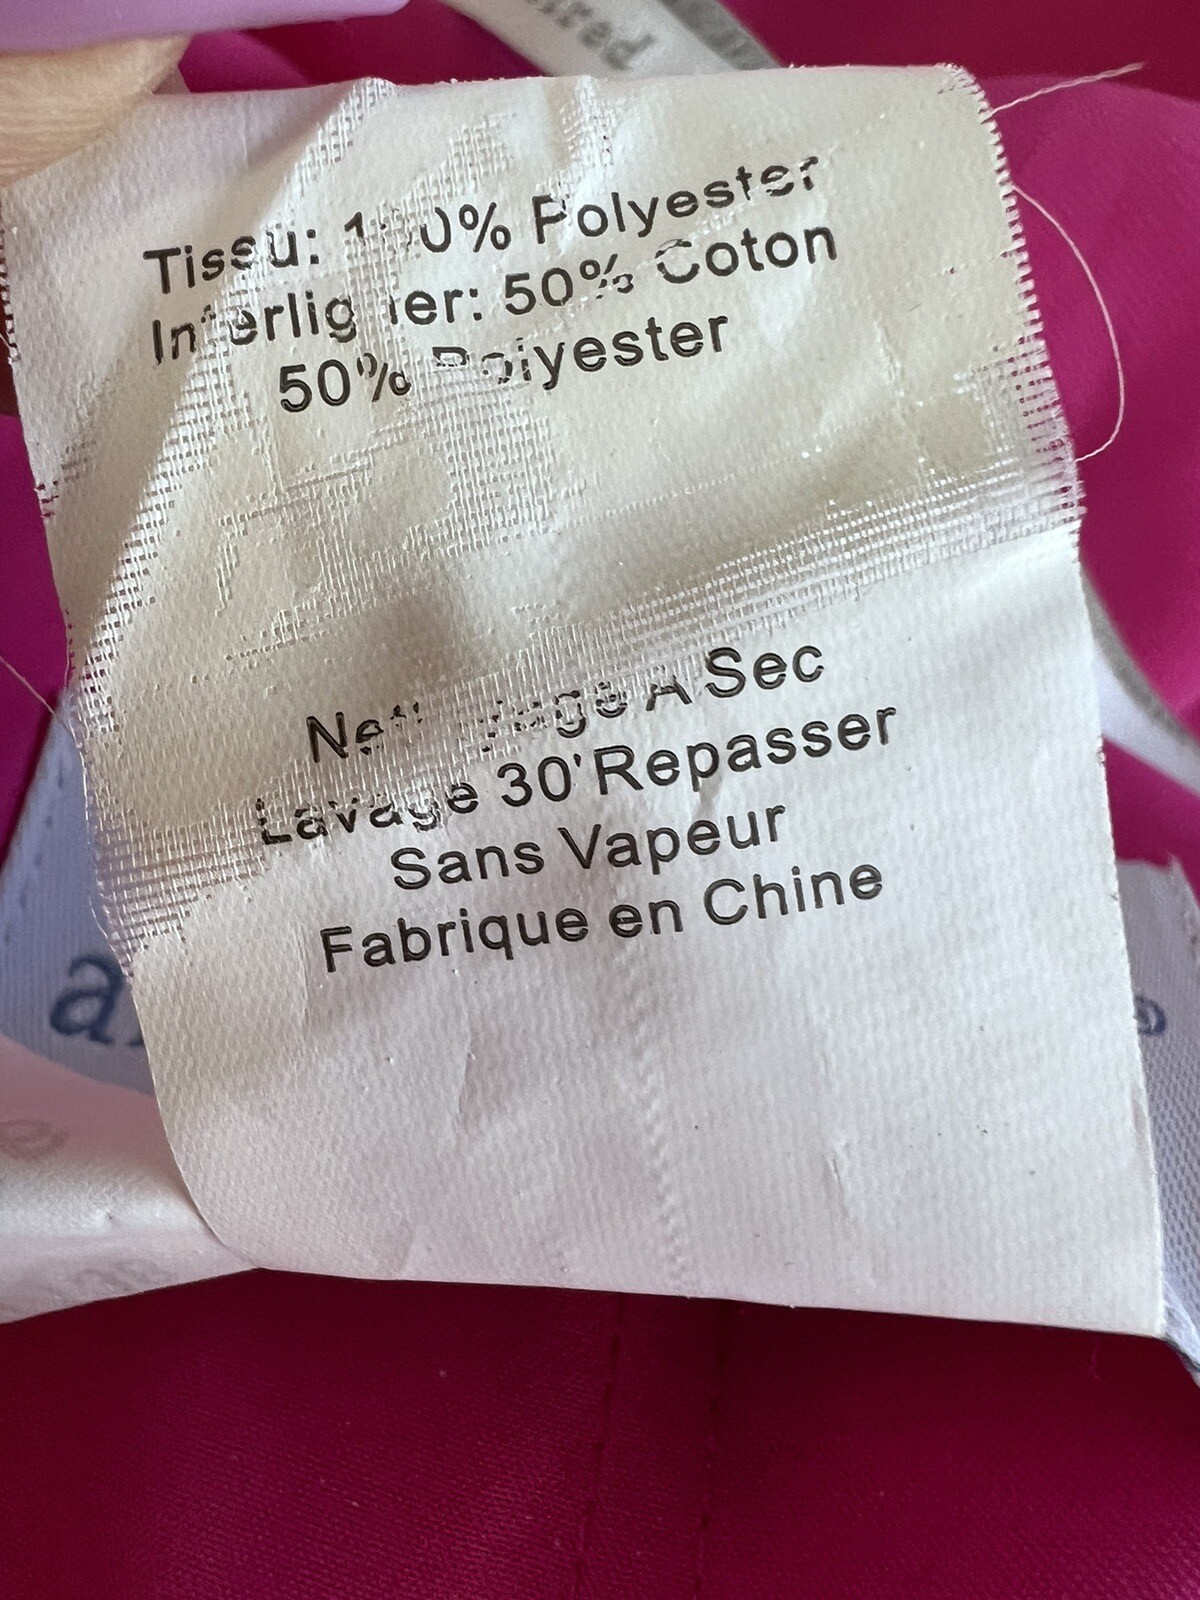 Tissu: 100% Polyester
Interligner: 50% Coton
50% Polyester
Nettoyage A Sec
Lavage 30'Repasser
Sans Vapeur
Fabrique en Chine